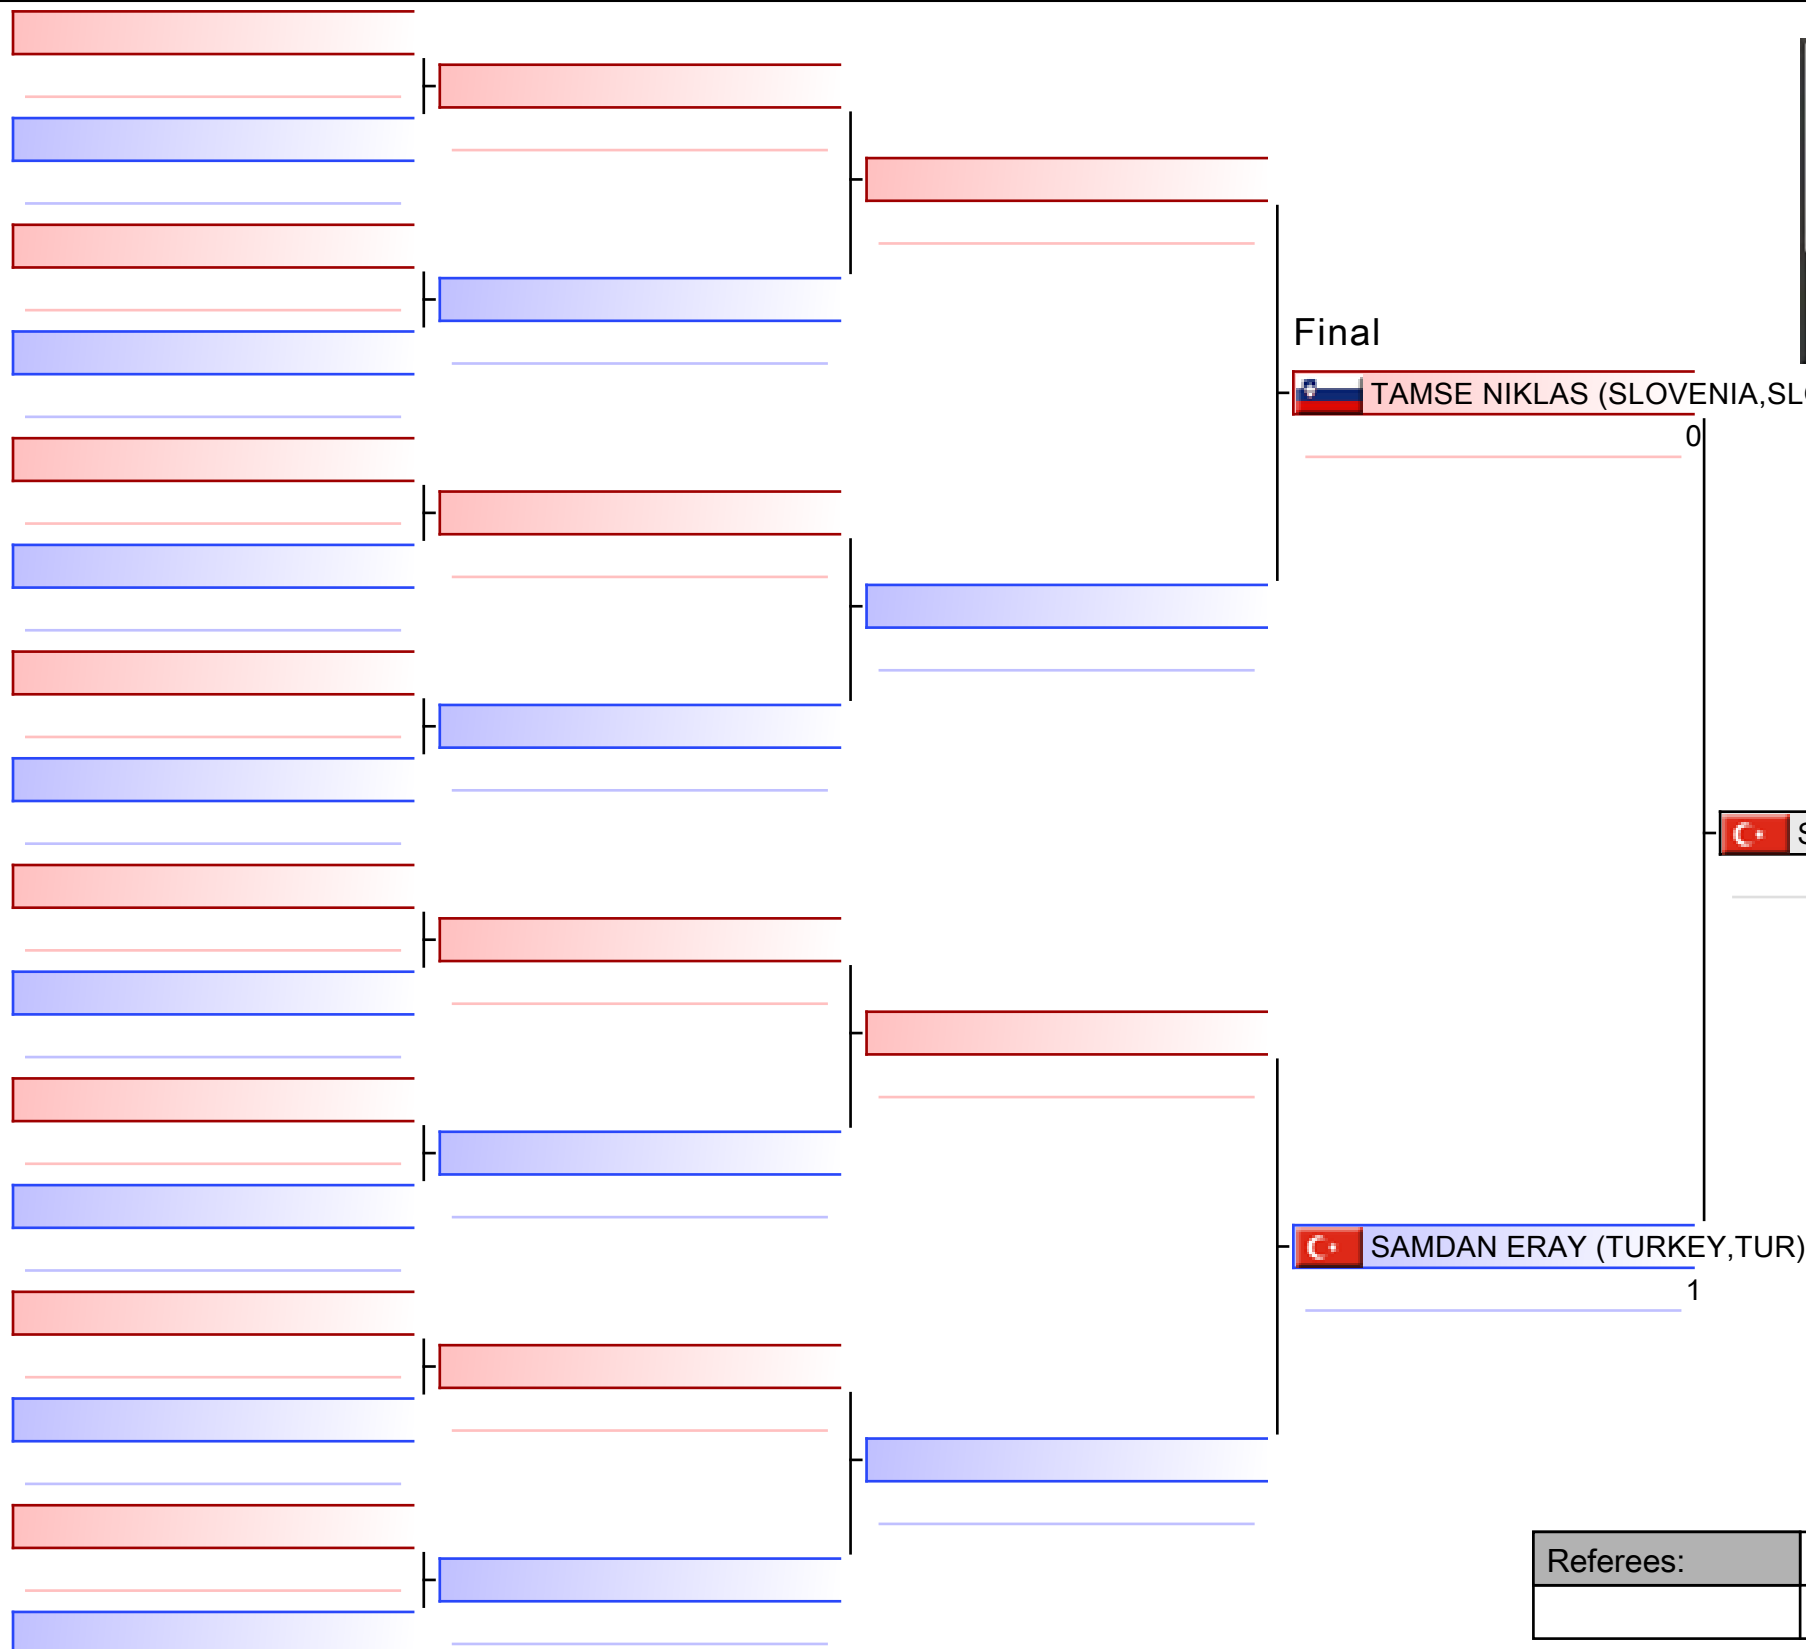 Final
TAMSE NIKLAS (SLOVENIA,SL
0
S
SAMDAN ERAY (TURKEY,TUR)
1
Referees: